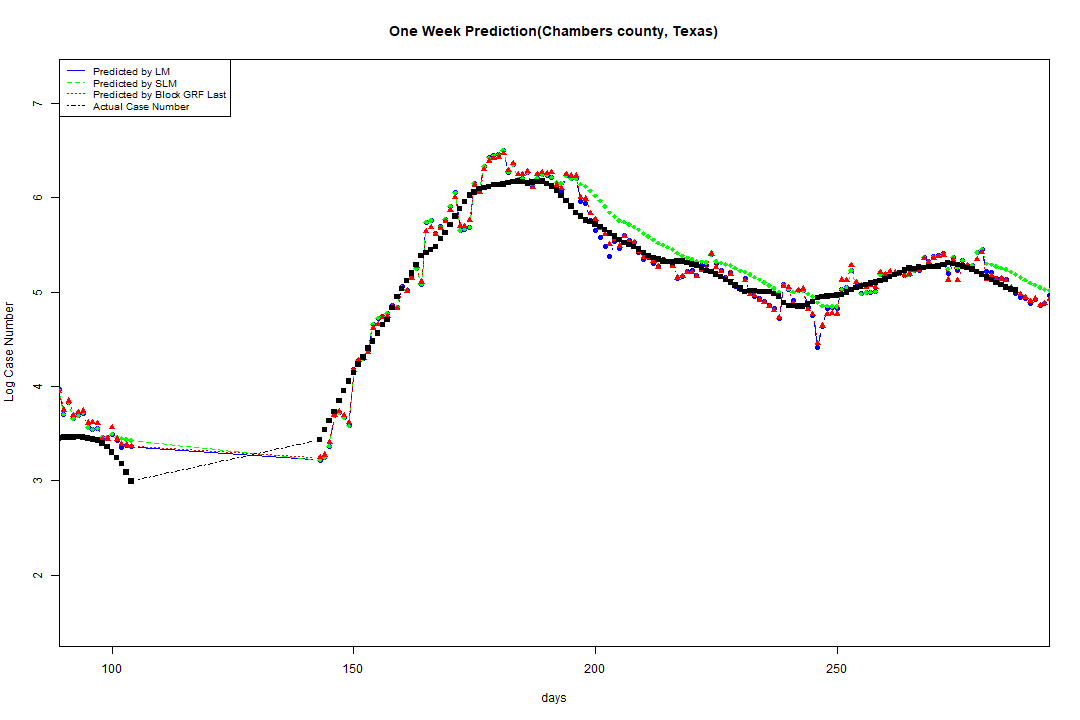 One Week Prediction(Chambers county, Texas)
Predicted by LM
Predicted by SLM
Predicted by Block GRF Last
Actual Case Number
7
6
5
4
3
2
Log Case Number
100 150 200 250
days